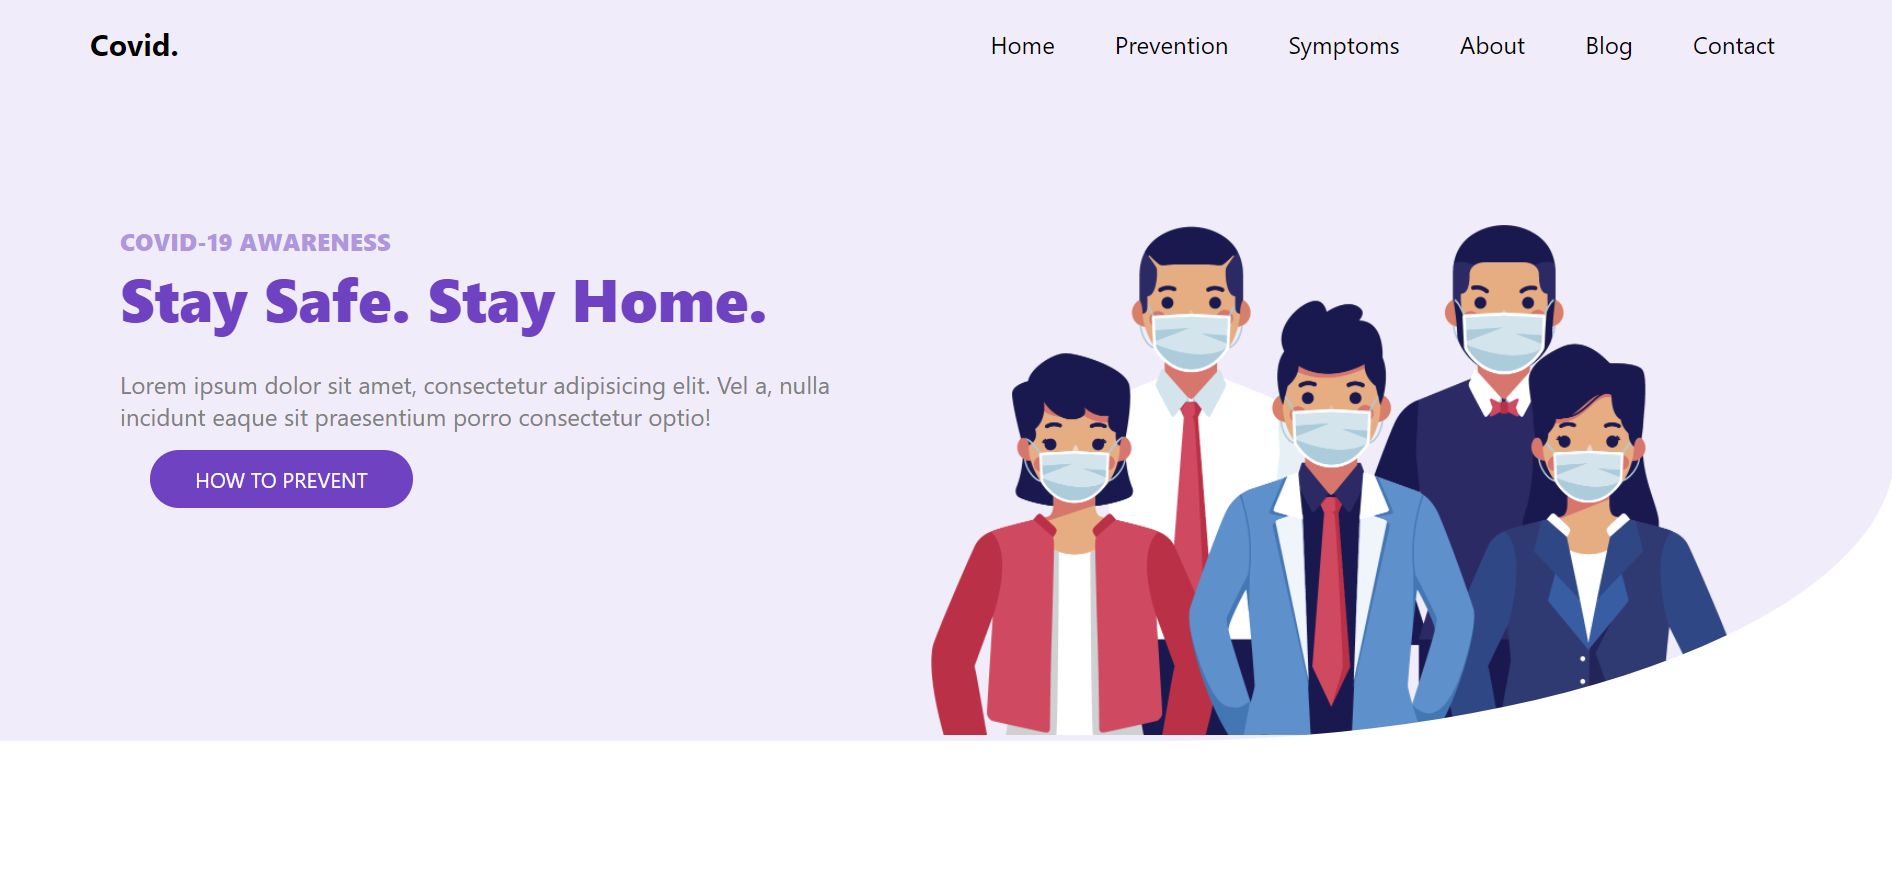 Covid.
Home Prevention Symptoms About Blog Contact
COVID-19 AWARENESS
Stay Safe. Stay Home.
Lorem ipsum dolor sit amet, consectetur adipisicing elit. Vel a, nulla
incidunt eaque sit praesentium porro consectetur optio!
HOW TO PREVENT